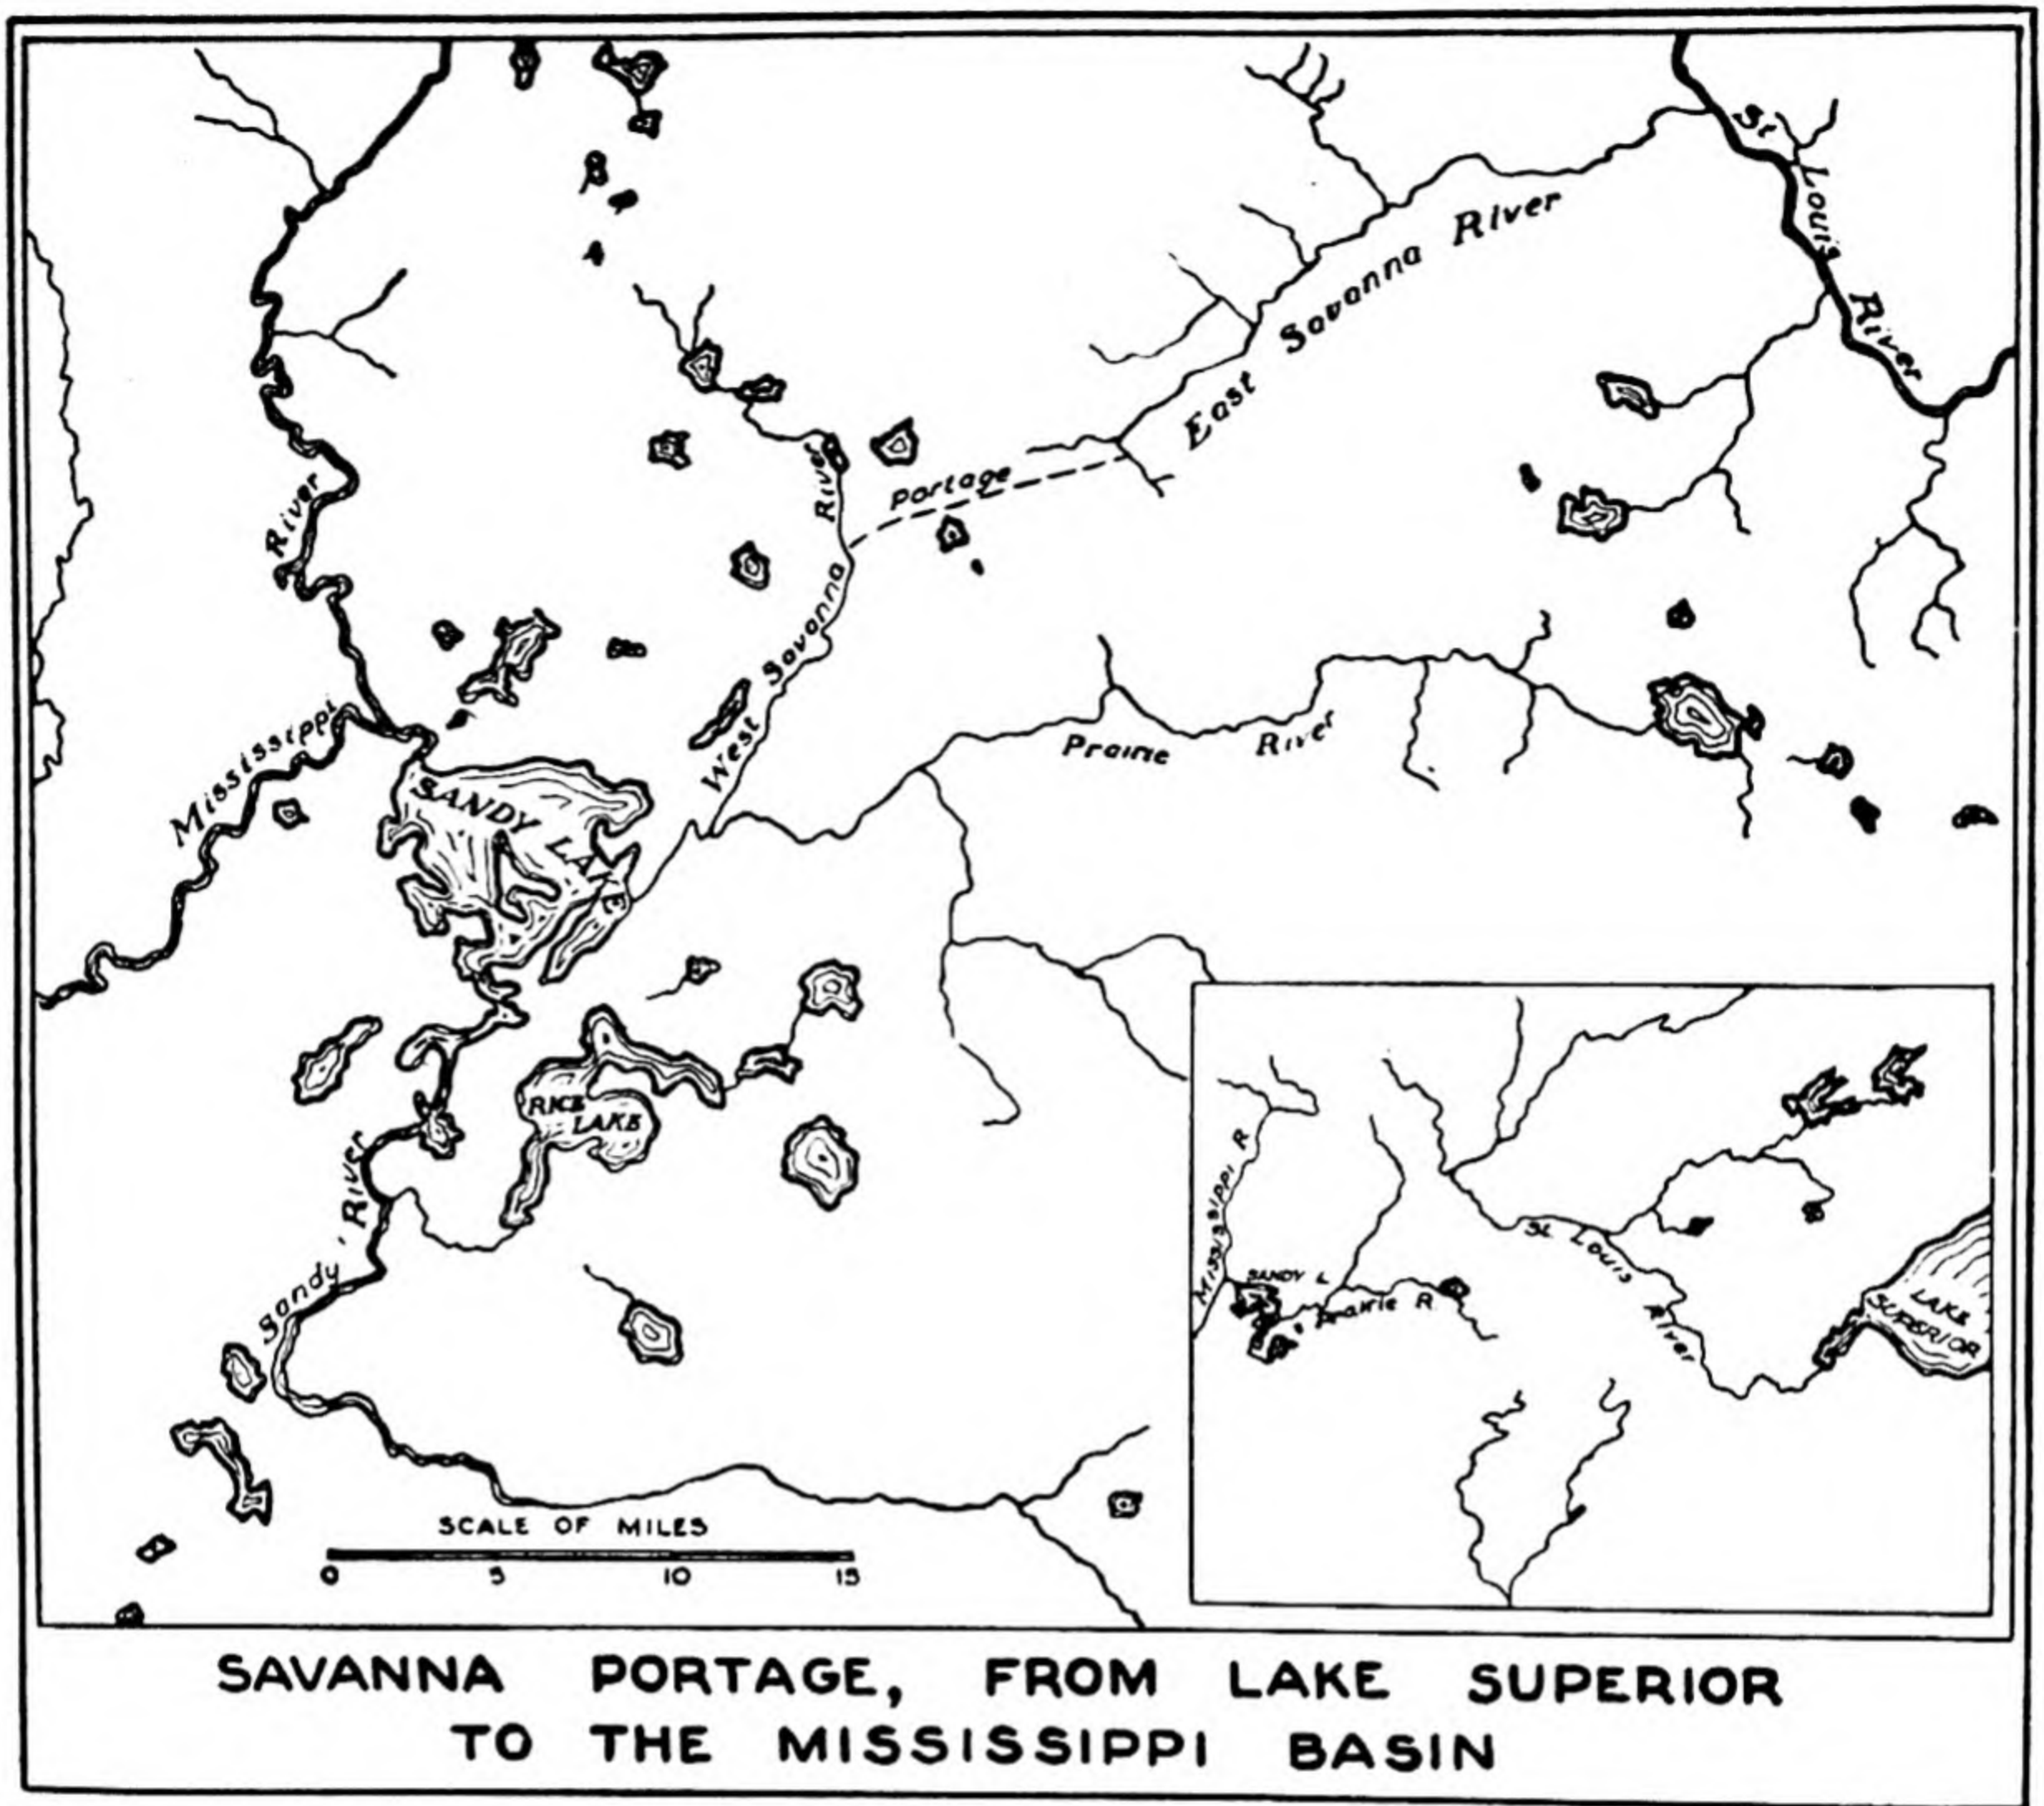 St Louis River
East Savanna River
Portage
West Savanna River
Mississippi River
SANDY LAKE
Prairie River
RICE LAKE
Sandy River
MISSISSIPPI R
SANDY L
Prairie R
St Louis River
LAKE SUPERIOR
SCALE OF MILES
0 5 10 15
SAVANNA PORTAGE, FROM LAKE SUPERIOR
TO THE MISSISSIPPI BASIN